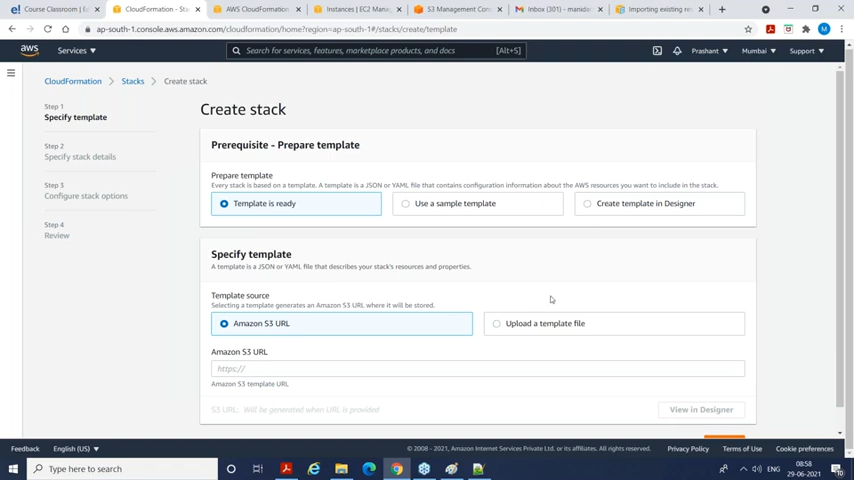 Course Classroom | Edu
CloudFormation - Sta
AWS CloudFormation
Instances | EC2 Manag
S3 Management Con
Inbox (301) - manidan
Importing existing re
ap-south-1.console.aws.amazon.com/cloudformation/home?region=ap-south-1#/stacks/create/template
aws
Services
Search for services, features, marketplace products, and docs
[Alt+S]
Prashant
Mumbai
Support
CloudFormation
Stacks
Create stack
Step 1
Specify template
Step 2
Specify stack details
Step 3
Configure stack options
Step 4
Review
Create stack
Prerequisite - Prepare template
Prepare template
Every stack is based on a template. A template is a JSON or YAML file that contains configuration information about the AWS resources you want to include in the stack.
Template is ready
Use a sample template
Create template in Designer
Specify template
A template is a JSON or YAML file that describes your stack's resources and properties.
Template source
Selecting a template generates an Amazon S3 URL where it will be stored.
Amazon S3 URL
Upload a template file
Amazon S3 URL
https://
Amazon S3 template URL
S3 URL: Will be generated when URL is provided
View in Designer
Feedback
English (US)
© 2008 - 2021, Amazon Internet Services Private Ltd. or its affiliates. All rights reserved.
Privacy Policy
Terms of Use
Cookie preferences
Type here to search
ENG
08:58
29-06-2021